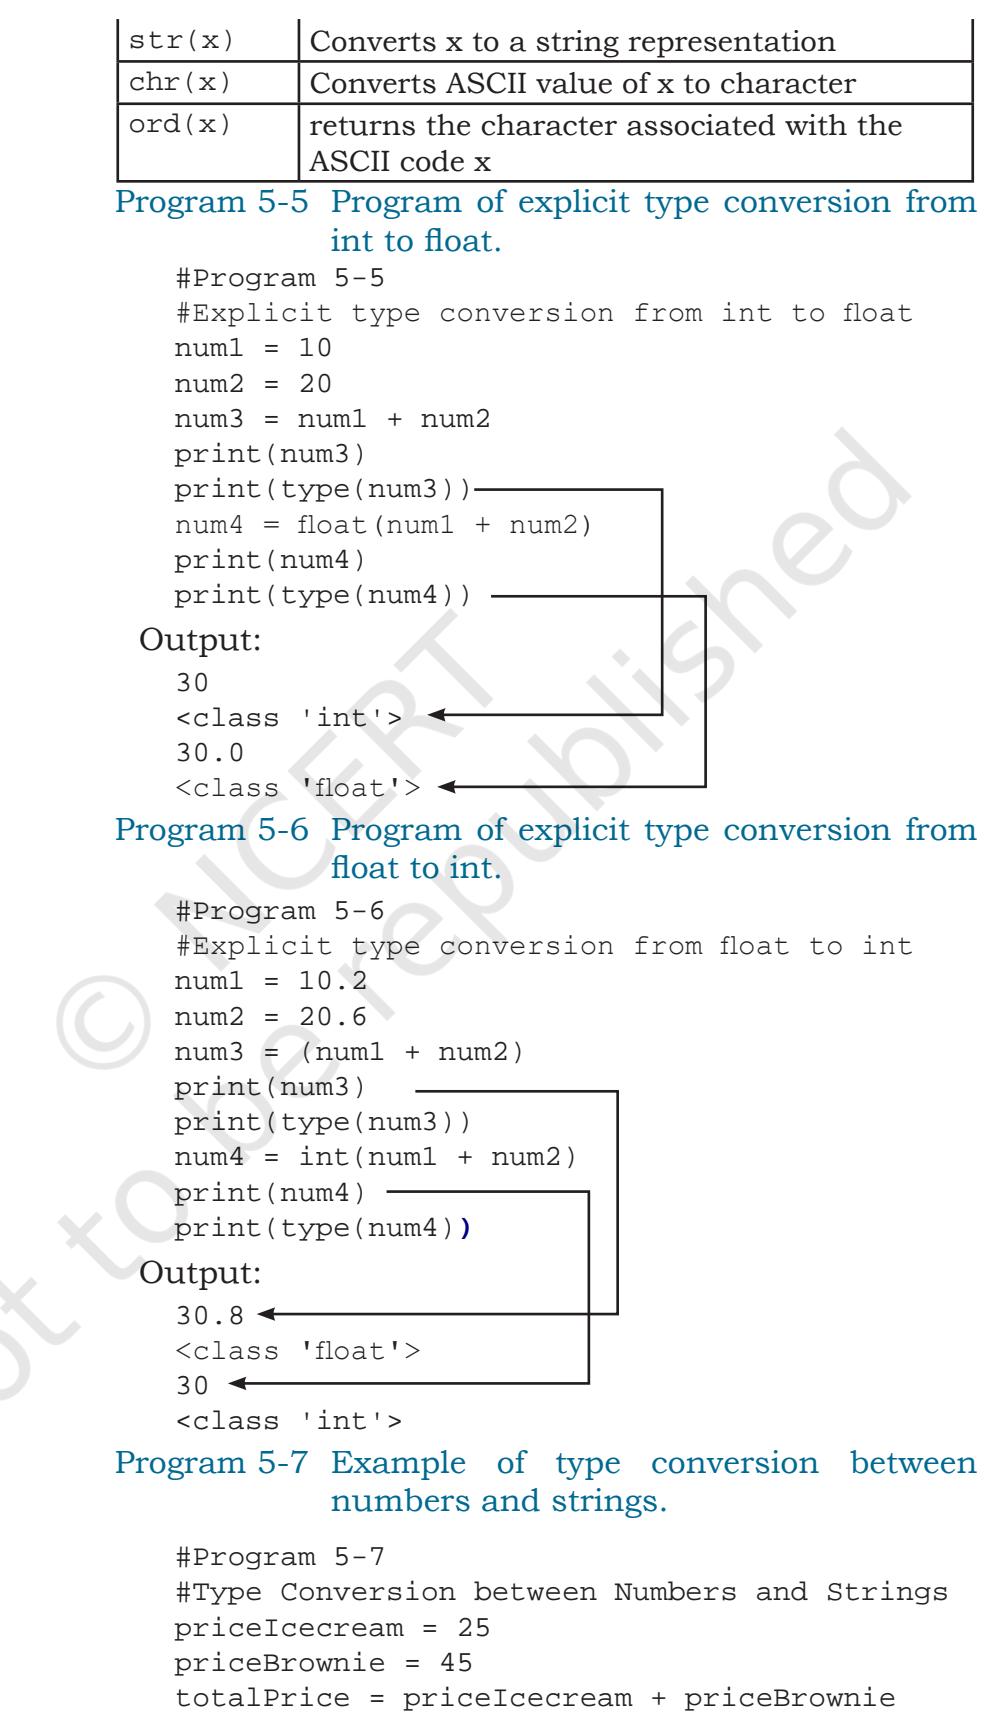 str(x) Converts x to a string representation
chr(x) Converts ASCII value of x to character
ord(x) returns the character associated with the
ASCII code x
Program 5-5 Program of explicit type conversion from
int to float.
#Program 5-5
#Explicit type conversion from int to float
num1 = 10
num2 = 20
num3 = num1 + num2
print(num3)
print(type(num3))
num4 = float(num1 + num2)
print(num4)
print(type(num4))
Output:
30
<class 'int'>
30.0
<class 'float'>
Program 5-6 Program of explicit type conversion from
float to int.
#Program 5-6
#Explicit type conversion from float to int
num1 = 10.2
num2 = 20.6
num3 = (num1 + num2)
print(num3)
print(type(num3))
num4 = int(num1 + num2)
print(num4)
print(type(num4))
Output:
30.8
<class 'float'>
30
<class 'int'>
Program 5-7 Example of type conversion between
numbers and strings.
#Program 5-7
#Type Conversion between Numbers and Strings
priceIcecream = 25
priceBrownie = 45
totalPrice = priceIcecream + priceBrownie
© NCERT
to be republished